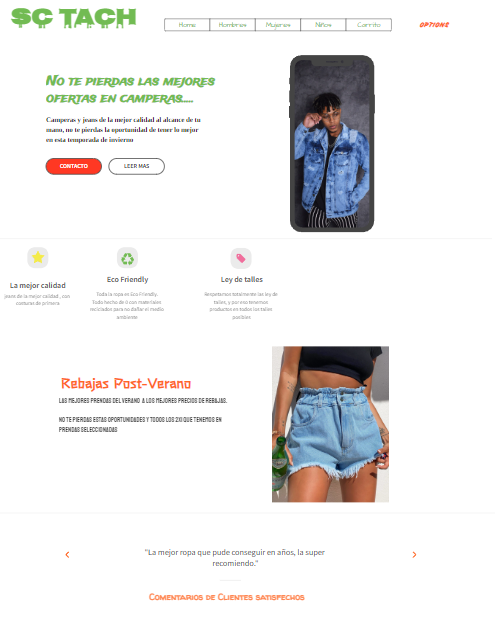 SC TACH
Home Hombres Mujeres Niños Carrito
OPTIONS
No te pierdas las mejores
ofertas en camperas....
Camperas y jeans de la mejor calidad al alcance de tu
mano, no te pierdas la oportunidad de tener lo mejor
en esta temporada de invierno
CONTACTO LEER MAS
La mejor calidad
jeans de la mejor calidad , con
costuras de primera
Eco Friendly
Toda la ropa es Eco Friendly.
Todo hecho de 0 con materiales
reciclados para no dañar el medio
ambiente
Ley de talles
Respetamos totalmente las ley de
talles, y por eso tenemos
productos en todos los talles
posibles
Rebajas Post-Verano
LAS MEJORES PRENDAS DEL VERANO A LOS MEJORES PRECIOS DE REBAJAS.
NO TE PIERDAS ESTAS OPORTUNIDADES Y TODOS LOS 2X1 QUE TENEMOS EN
PRENDAS SELECCIONADAS
"La mejor ropa que pude conseguir en años, la super
recomiendo."
Comentarios de Clientes satisfechos